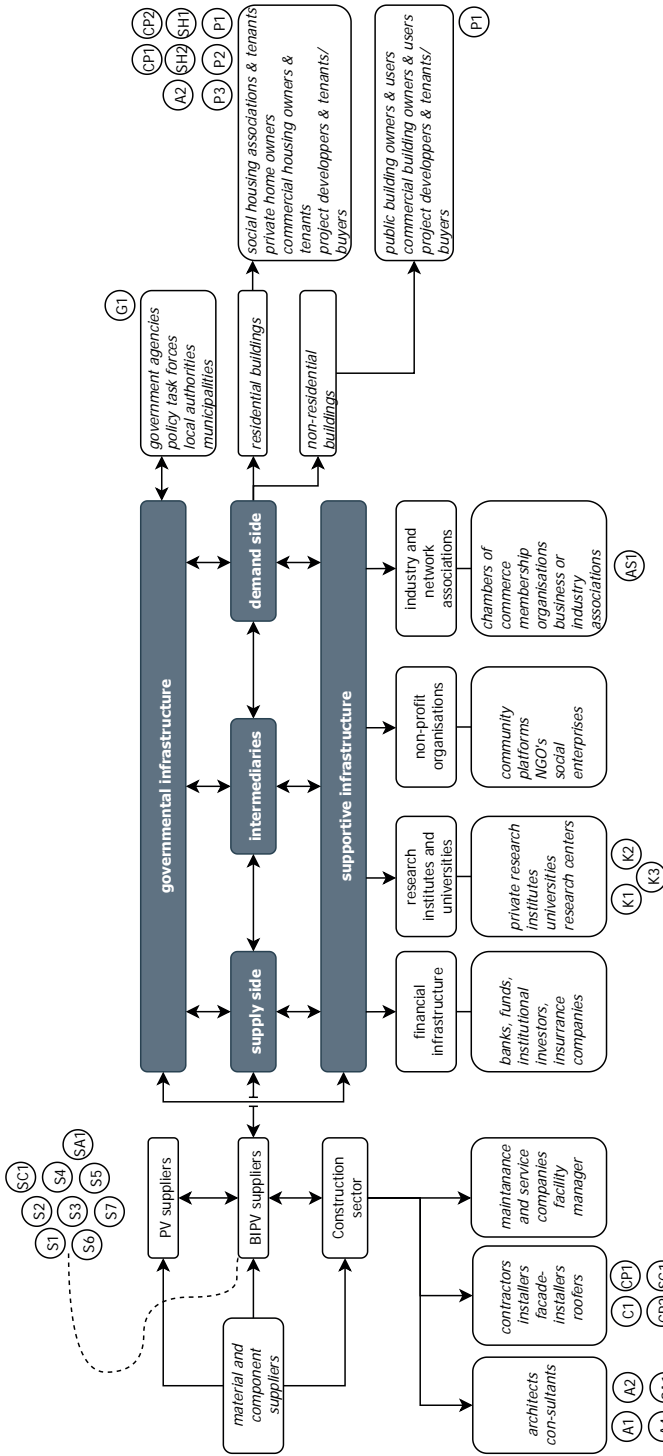 SC1
S1
S2
S4
SA1
S3
S6
S7
S5
CP1
CP2
A2
SH2
SH1
P3
P2
P1
G1
governmental infrastructure
government agencies
policy task forces
local authorities
municipalities
PV suppliers
material and
component
suppliers
BIPV suppliers
supply side
intermediaries
demand side
residential buildings
social housing associations & tenants
private home owners
commercial housing owners &
tenants
project developpers & tenants/
buyers
Construction
sector
supportive infrastructure
non-residential
buildings
public building owners & users
commercial building owners & users
project developpers & tenants/
buyers
P1
financial
infrastructure
research
institutes and
universities
non-profit
organisations
industry and
network
associations
architects
con-sultants
contractors
installers
facade-
installers
roofers
maintanance
and service
companies
facility
manager
banks, funds,
institutional
investors,
insurrance
companies
private research
institutes
universities
research centers
community
platforms
NGO's
social
enterprises
chambers of
commerce
membership
organisations
business or
industry
associations
A1
A2
C1
CP1
K1
K2
K3
AS1